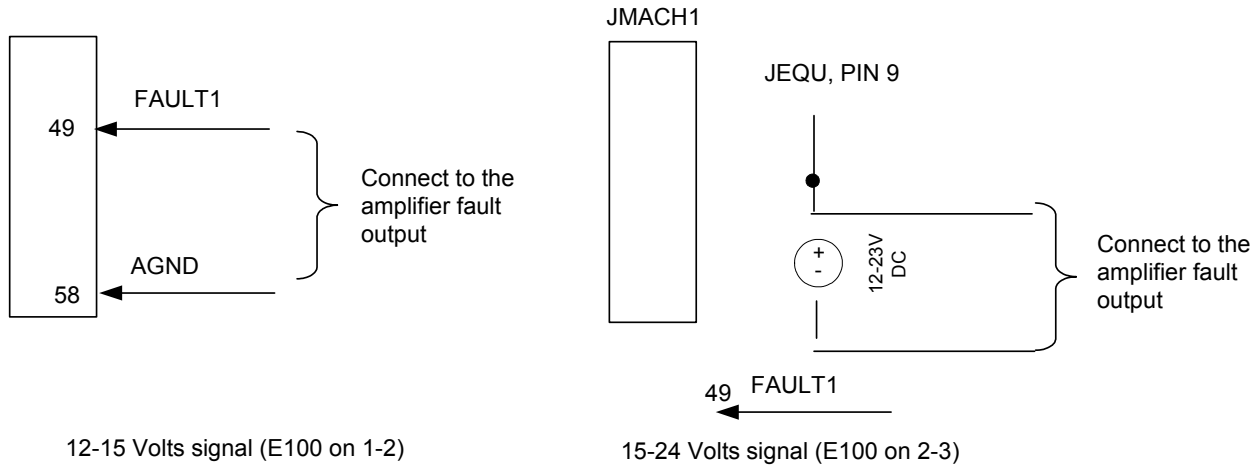 FAULT1
49
Connect to the
amplifier fault
output
AGND
58
12-15 Volts signal (E100 on 1-2)
JMACH1
JEQU, PIN 9
+
-
12-23V
DC
Connect to the
amplifier fault
output
49 FAULT1
15-24 Volts signal (E100 on 2-3)